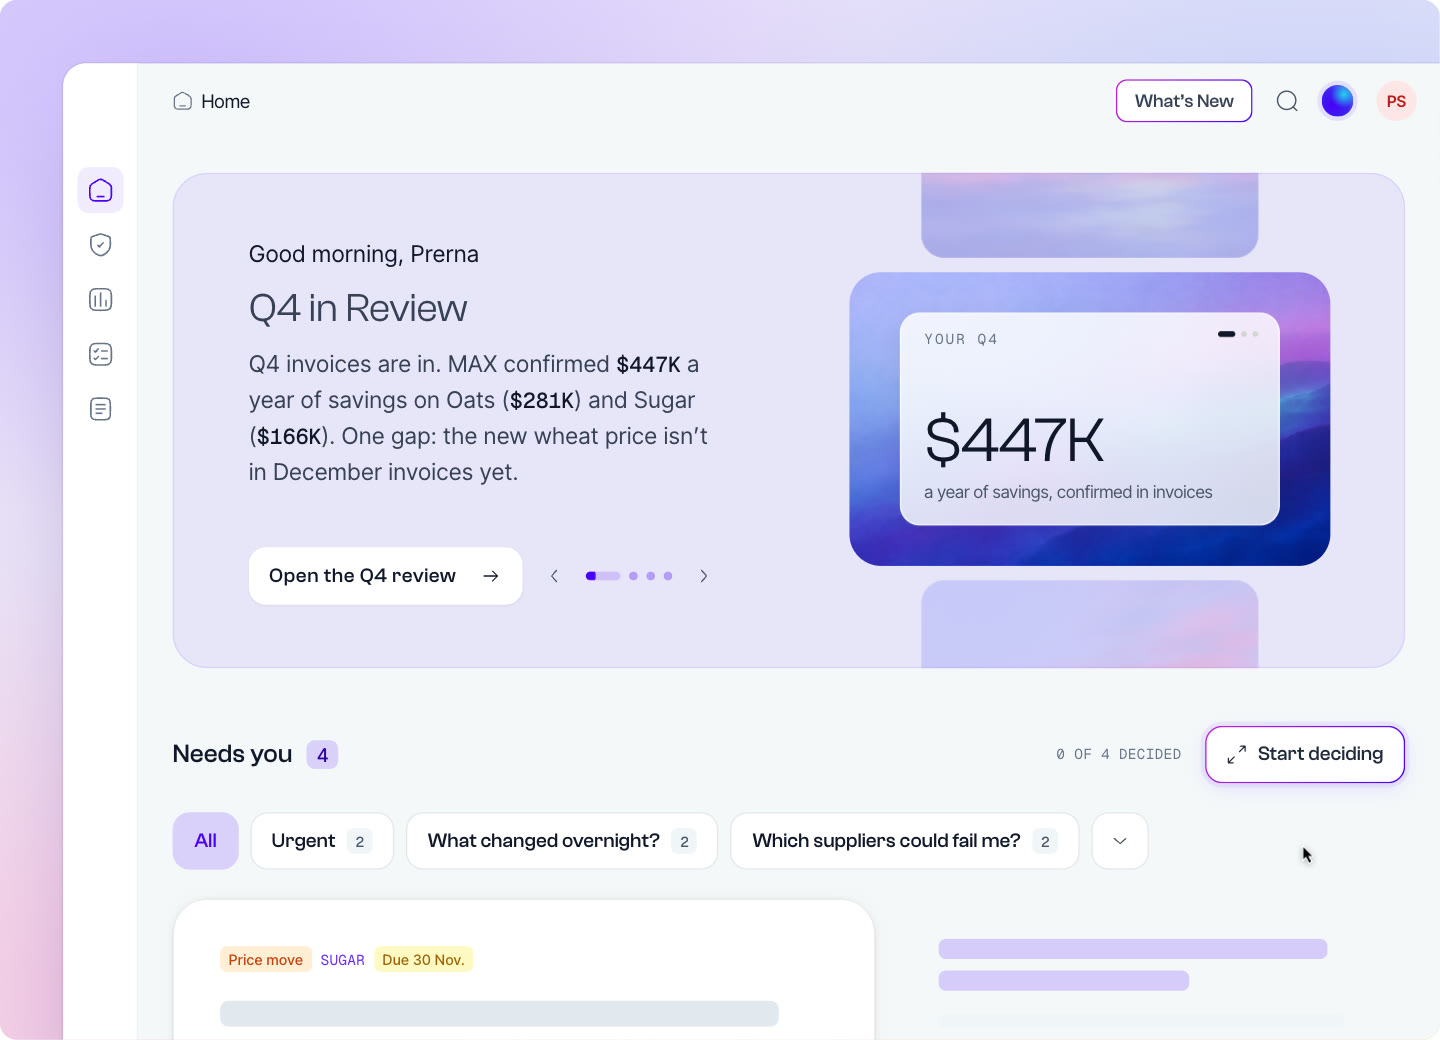 Home
What's New
PS
Good morning, Prerna
Q4 in Review
Q4 invoices are in. MAX confirmed $447K a
year of savings on Oats ($281K) and Sugar
($166K). One gap: the new wheat price isn't
in December invoices yet.
Open the Q4 review
YOUR Q4
$447K
a year of savings, confirmed in invoices
Needs you 4
0 OF 4 DECIDED
Start deciding
All
Urgent 2
What changed overnight? 2
Which suppliers could fail me? 2
Price move SUGAR Due 30 Nov.